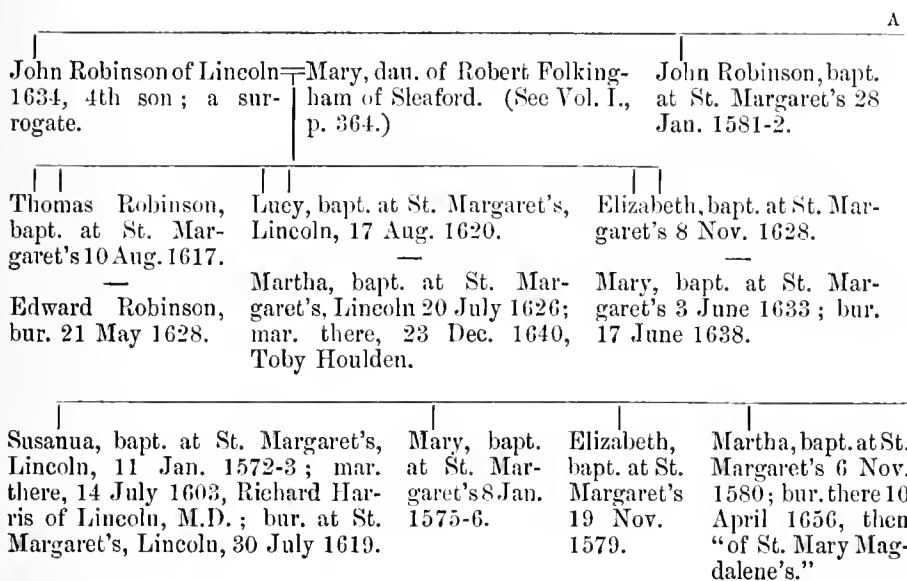 A
John Robinson of Lincoln
1634, 4th son ; a sur-
rogate.
Mary, dau. of Robert Folking-
ham of Sleaford. (See Vol. I.,
p. 364.)
John Robinson, bapt.
at St. Margaret's 28
Jan. 1581-2.
Thomas Robinson,
bapt. at St. Mar-
garet's 10 Aug. 1617.
—
Edward Robinson,
bur. 21 May 1628.
Lucy, bapt. at St. Margaret's,
Lincoln, 17 Aug. 1620.
—
Martha, bapt. at St. Mar-
garet's, Lincoln 20 July 1626;
mar. there, 23 Dec. 1640,
Toby Houlden.
Elizabeth, bapt. at St. Mar-
garet's 8 Nov. 1628.
—
Mary, bapt. at St. Mar-
garet's 3 June 1633 ; bur.
17 June 1638.
Susanna, bapt. at St. Margaret's,
Lincoln, 11 Jan. 1572-3 ; mar.
there, 14 July 1603, Richard Har-
ris of Lincoln, M.D. ; bur. at St.
Margaret's, Lincoln, 30 July 1619.
Mary, bapt.
at St. Mar-
garet's 8 Jan.
1575-6.
Elizabeth,
bapt. at St.
Margaret's
19 Nov.
1579.
Martha, bapt. at St.
Margaret's 6 Nov.
1580; bur. there 10
April 1656, then
"of St. Mary Mag-
dalene's."